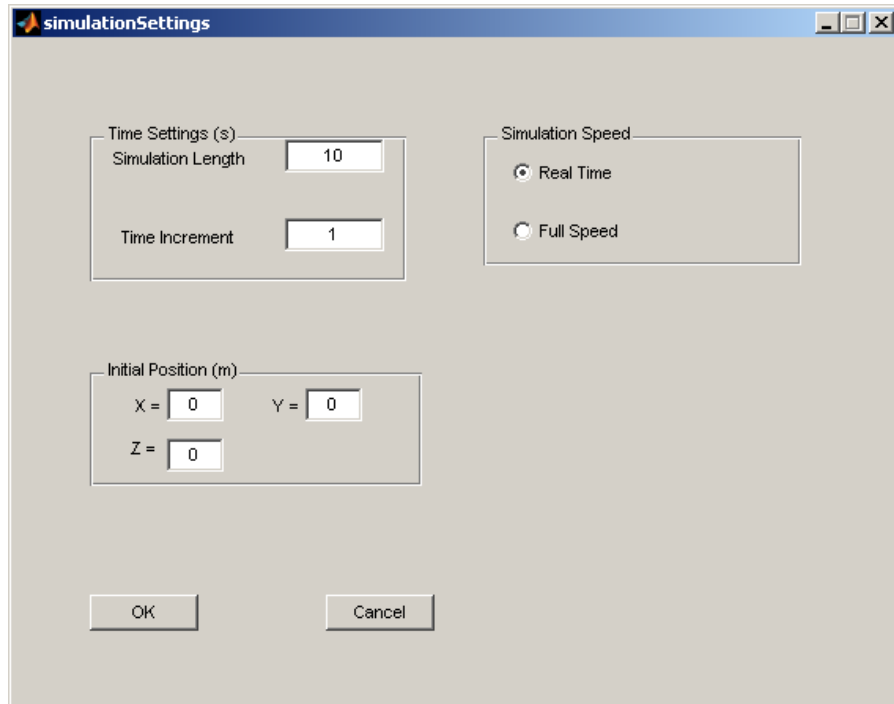 simulationSettings
Time Settings (s)
Simulation Length 10
Time Increment 1
Simulation Speed
Real Time
Full Speed
Initial Position (m)
X = 0 Y = 0
Z = 0
OK Cancel